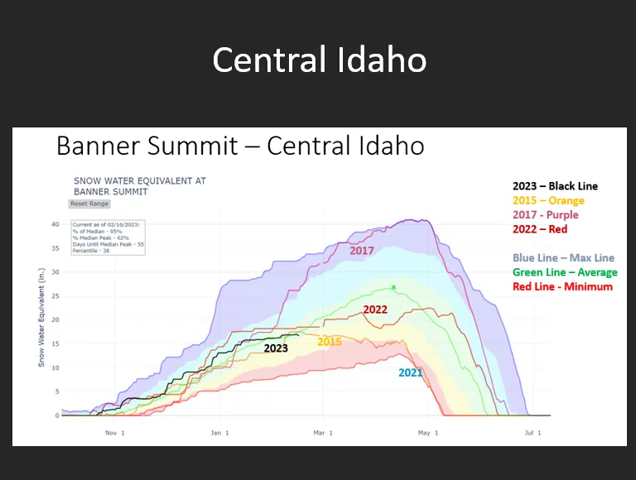 Central Idaho
Banner Summit – Central Idaho
SNOW WATER EQUIVALENT AT
BANNER SUMMIT
Reset Range
Current as of 02/16/2023:
% of Median - 95%
% Median Peak - 62%
Days Until Median Peak - 55
Percentile - 38
2023 – Black Line
2015 – Orange
2017 - Purple
2022 – Red
Blue Line – Max Line
Green Line – Average
Red Line - Minimum
Snow Water Equivalent (in.)
40
35
30
25
20
15
10
5
0
2017
2022
2023
2015
2021
Nov 1
Jan 1
Mar 1
May 1
Jul 1